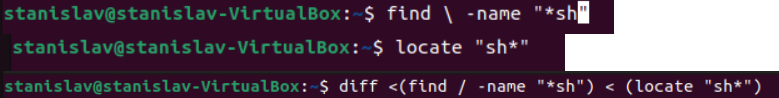 stanislav@stanislav-VirtualBox:~$ find \ -name "*sh"
stanislav@stanislav-VirtualBox:~$ locate "sh*"
stanislav@stanislav-VirtualBox:~$ diff <(find / -name "*sh") < (locate "sh*")